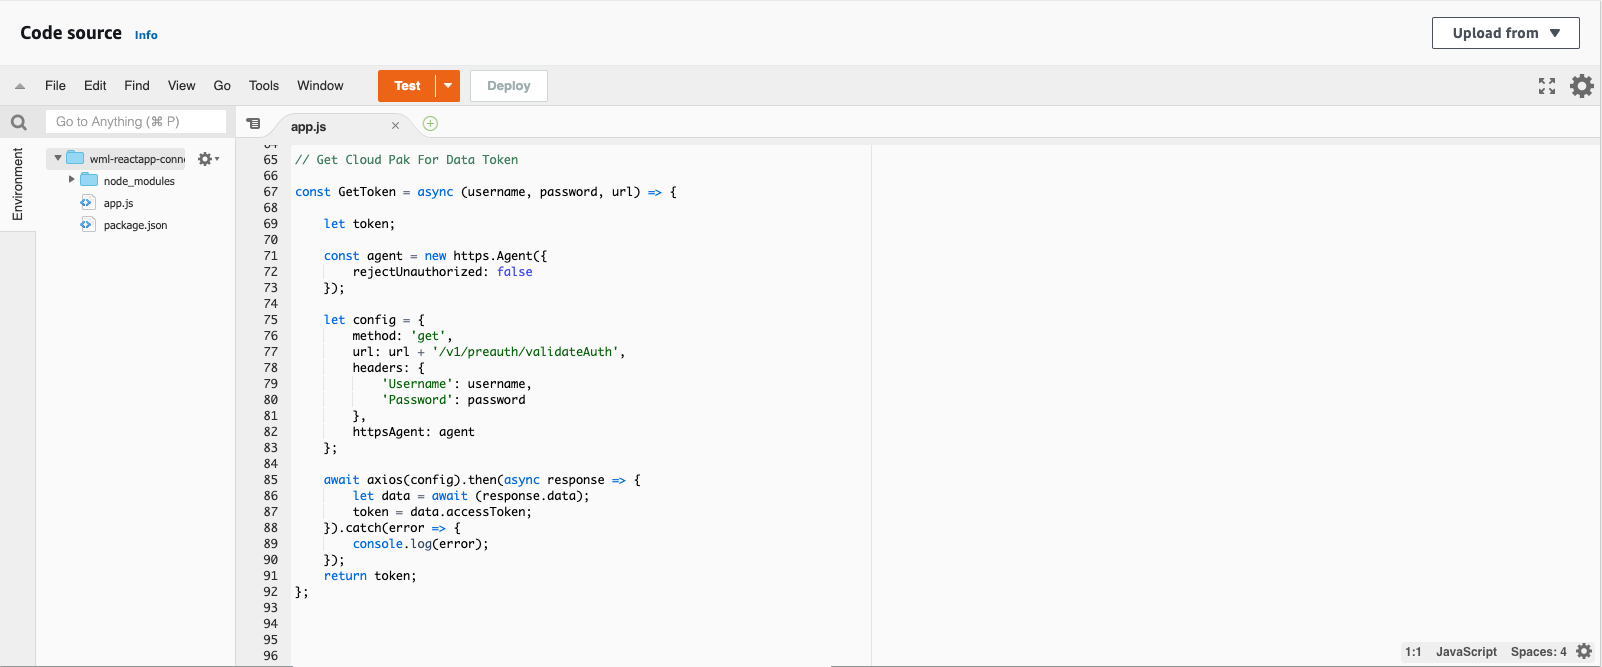 Code source Info
Upload from
File Edit Find View Go Tools Window Test Deploy
Go to Anything (⌘ P)
app.js
Environment
wml-reactapp-conn
node_modules
app.js
package.json
65 // Get Cloud Pak For Data Token
66
67 const GetToken = async (username, password, url) => {
68
69     let token;
70
71     const agent = new https.Agent({
72         rejectUnauthorized: false
73     });
74
75     let config = {
76         method: 'get',
77         url: url + '/v1/preauth/validateAuth',
78         headers: {
79             'Username': username,
80             'Password': password
81         },
82         httpsAgent: agent
83     };
84
85     await axios(config).then(async response => {
86         let data = await (response.data);
87         token = data.accessToken;
88     }).catch(error => {
89         console.log(error);
90     });
91     return token;
92 };
93
94
95
96
1:1 JavaScript Spaces: 4